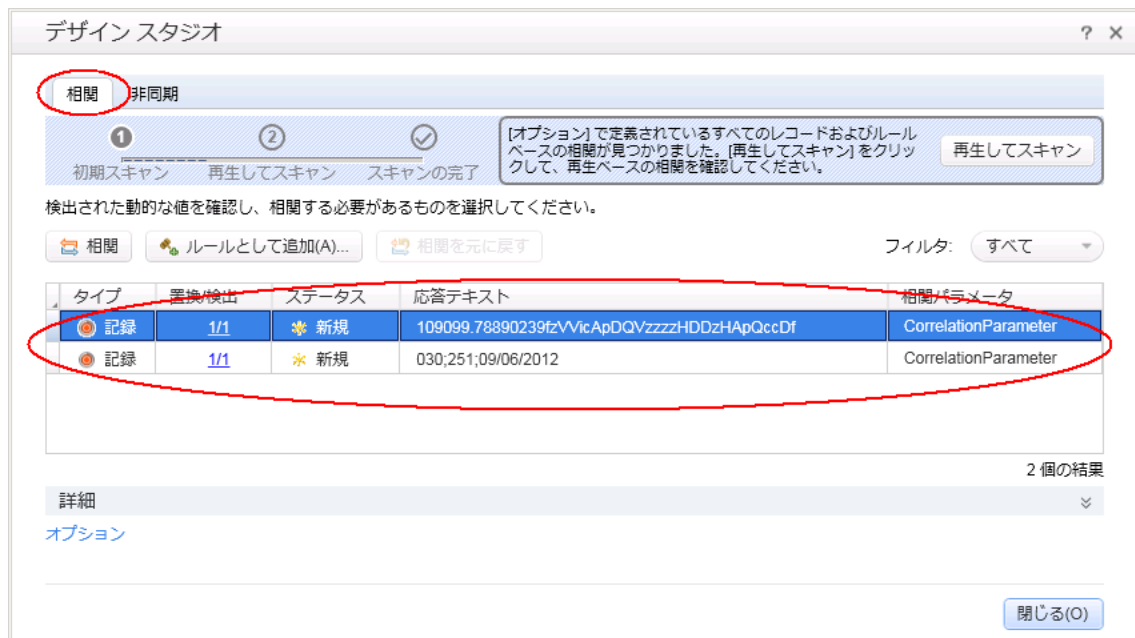 デザイン スタジオ
? ×
相関 非同期
1 2
初期スキャン 再生してスキャン スキャンの完了
[オプション] で定義されているすべてのレコードおよびルール
ベースの相関が見つかりました。[再生してスキャン] をクリッ
クして、再生ベースの相関を確認してください。
再生してスキャン
検出された動的な値を確認し、相関する必要があるものを選択してください。
相関 ルールとして追加(A)... 相関を元に戻す フィルタ: すべて
タイプ 置換/検出 ステータス 応答テキスト 相関パラメータ
記録 1/1 新規 109099.78890239fzVVicApDQVzzzzHDDzHApQccDf CorrelationParameter
記録 1/1 新規 030;251;09/06/2012 CorrelationParameter
2 個の結果
詳細
オプション
閉じる(O)